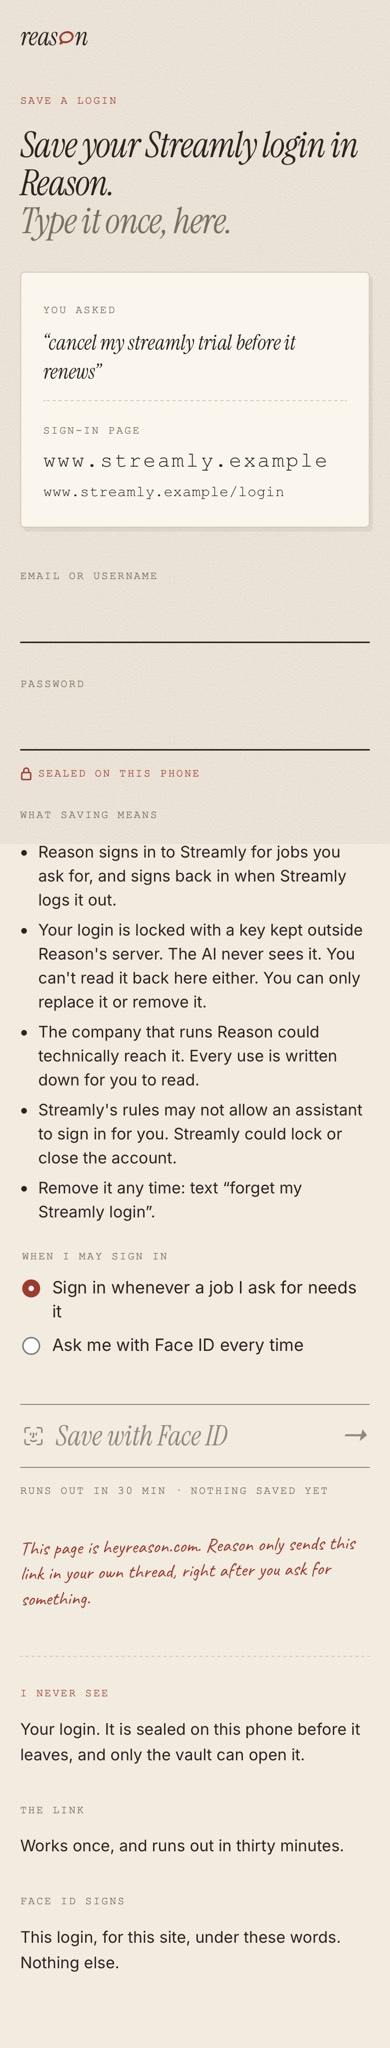 reason
SAVE A LOGIN
Save your Streamly login in
Reason.
Type it once, here.
YOU ASKED
“cancel my streamly trial before it
renews”
SIGN-IN PAGE
www.streamly.example
www.streamly.example/login
EMAIL OR USERNAME
PASSWORD
SEALED ON THIS PHONE
WHAT SAVING MEANS
• Reason signs in to Streamly for jobs you
ask for, and signs back in when Streamly
logs it out.
• Your login is locked with a key kept outside
Reason's server. The AI never sees it. You
can't read it back here either. You can only
replace it or remove it.
• The company that runs Reason could
technically reach it. Every use is written
down for you to read.
• Streamly's rules may not allow an assistant
to sign in for you. Streamly could lock or
close the account.
• Remove it any time: text “forget my
Streamly login”.
WHEN I MAY SIGN IN
Sign in whenever a job I ask for needs
it
Ask me with Face ID every time
Save with Face ID →
RUNS OUT IN 30 MIN · NOTHING SAVED YET
This page is heyreason.com. Reason only sends this
link in your own thread, right after you ask for
something.
I NEVER SEE
Your login. It is sealed on this phone before it
leaves, and only the vault can open it.
THE LINK
Works once, and runs out in thirty minutes.
FACE ID SIGNS
This login, for this site, under these words.
Nothing else.